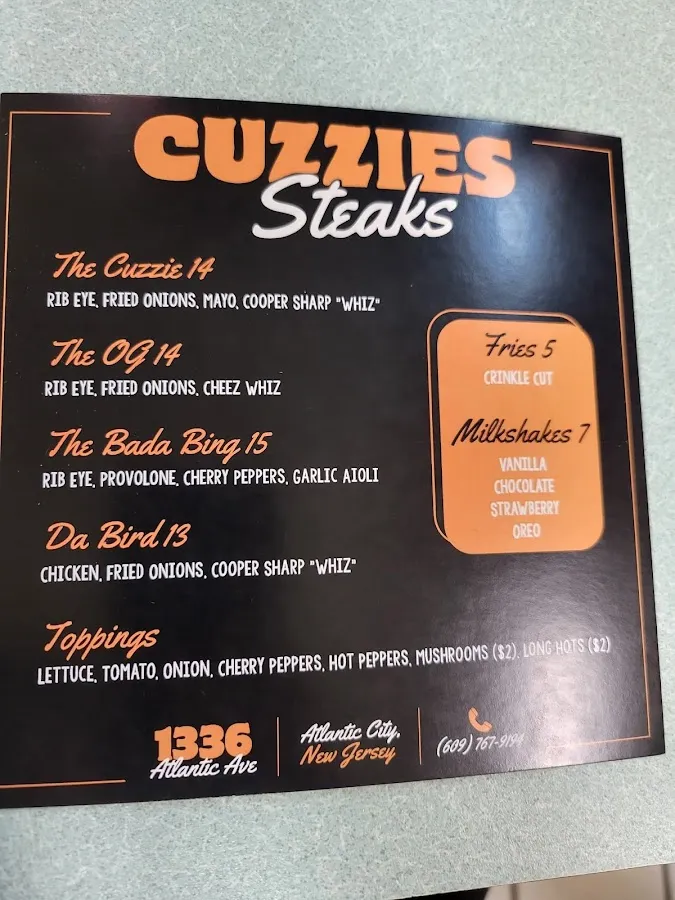 CUZZIES
Steaks
The Cuzzie 14
RIB EYE, FRIED ONIONS, MAYO, COOPER SHARP "WHIZ"
The OG 14
RIB EYE, FRIED ONIONS, CHEEZ WHIZ
The Bada Bing 15
RIB EYE, PROVOLONE, CHERRY PEPPERS, GARLIC AIOLI
Da Bird 13
CHICKEN, FRIED ONIONS, COOPER SHARP "WHIZ"
Fries 5
CRINKLE CUT
Milkshakes 7
VANILLA
CHOCOLATE
STRAWBERRY
OREO
Toppings
LETTUCE, TOMATO, ONION, CHERRY PEPPERS, HOT PEPPERS, MUSHROOMS ($2), LONG HOTS ($2)
1336
Atlantic Ave
Atlantic City,
New Jersey
(609) 767-9194